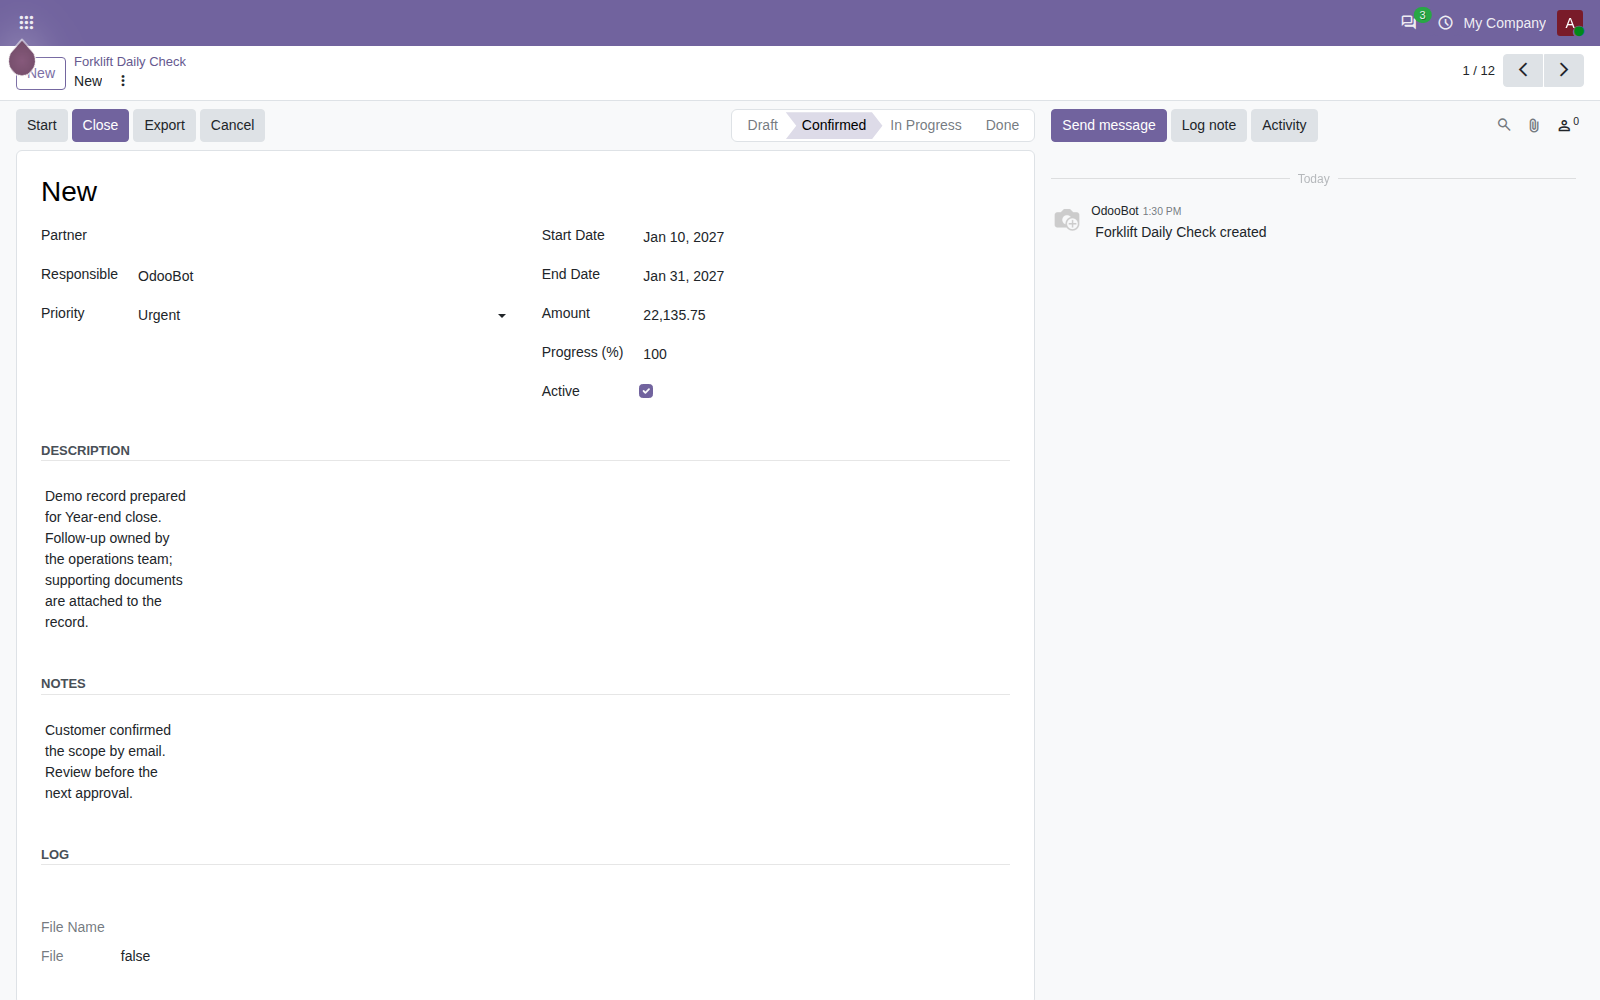 3
My Company
A
New
Forklift Daily Check
New
1 / 12
Start
Close
Export
Cancel
Draft
Confirmed
In Progress
Done
Send message
Log note
Activity
0
New
Partner
Responsible
OdooBot
Priority
Urgent
Start Date
Jan 10, 2027
End Date
Jan 31, 2027
Amount
22,135.75
Progress (%)
100
Active
DESCRIPTION
Demo record prepared
for Year-end close.
Follow-up owned by
the operations team;
supporting documents
are attached to the
record.
NOTES
Customer confirmed
the scope by email.
Review before the
next approval.
LOG
File Name
File
false
Today
OdooBot 1:30 PM
Forklift Daily Check created